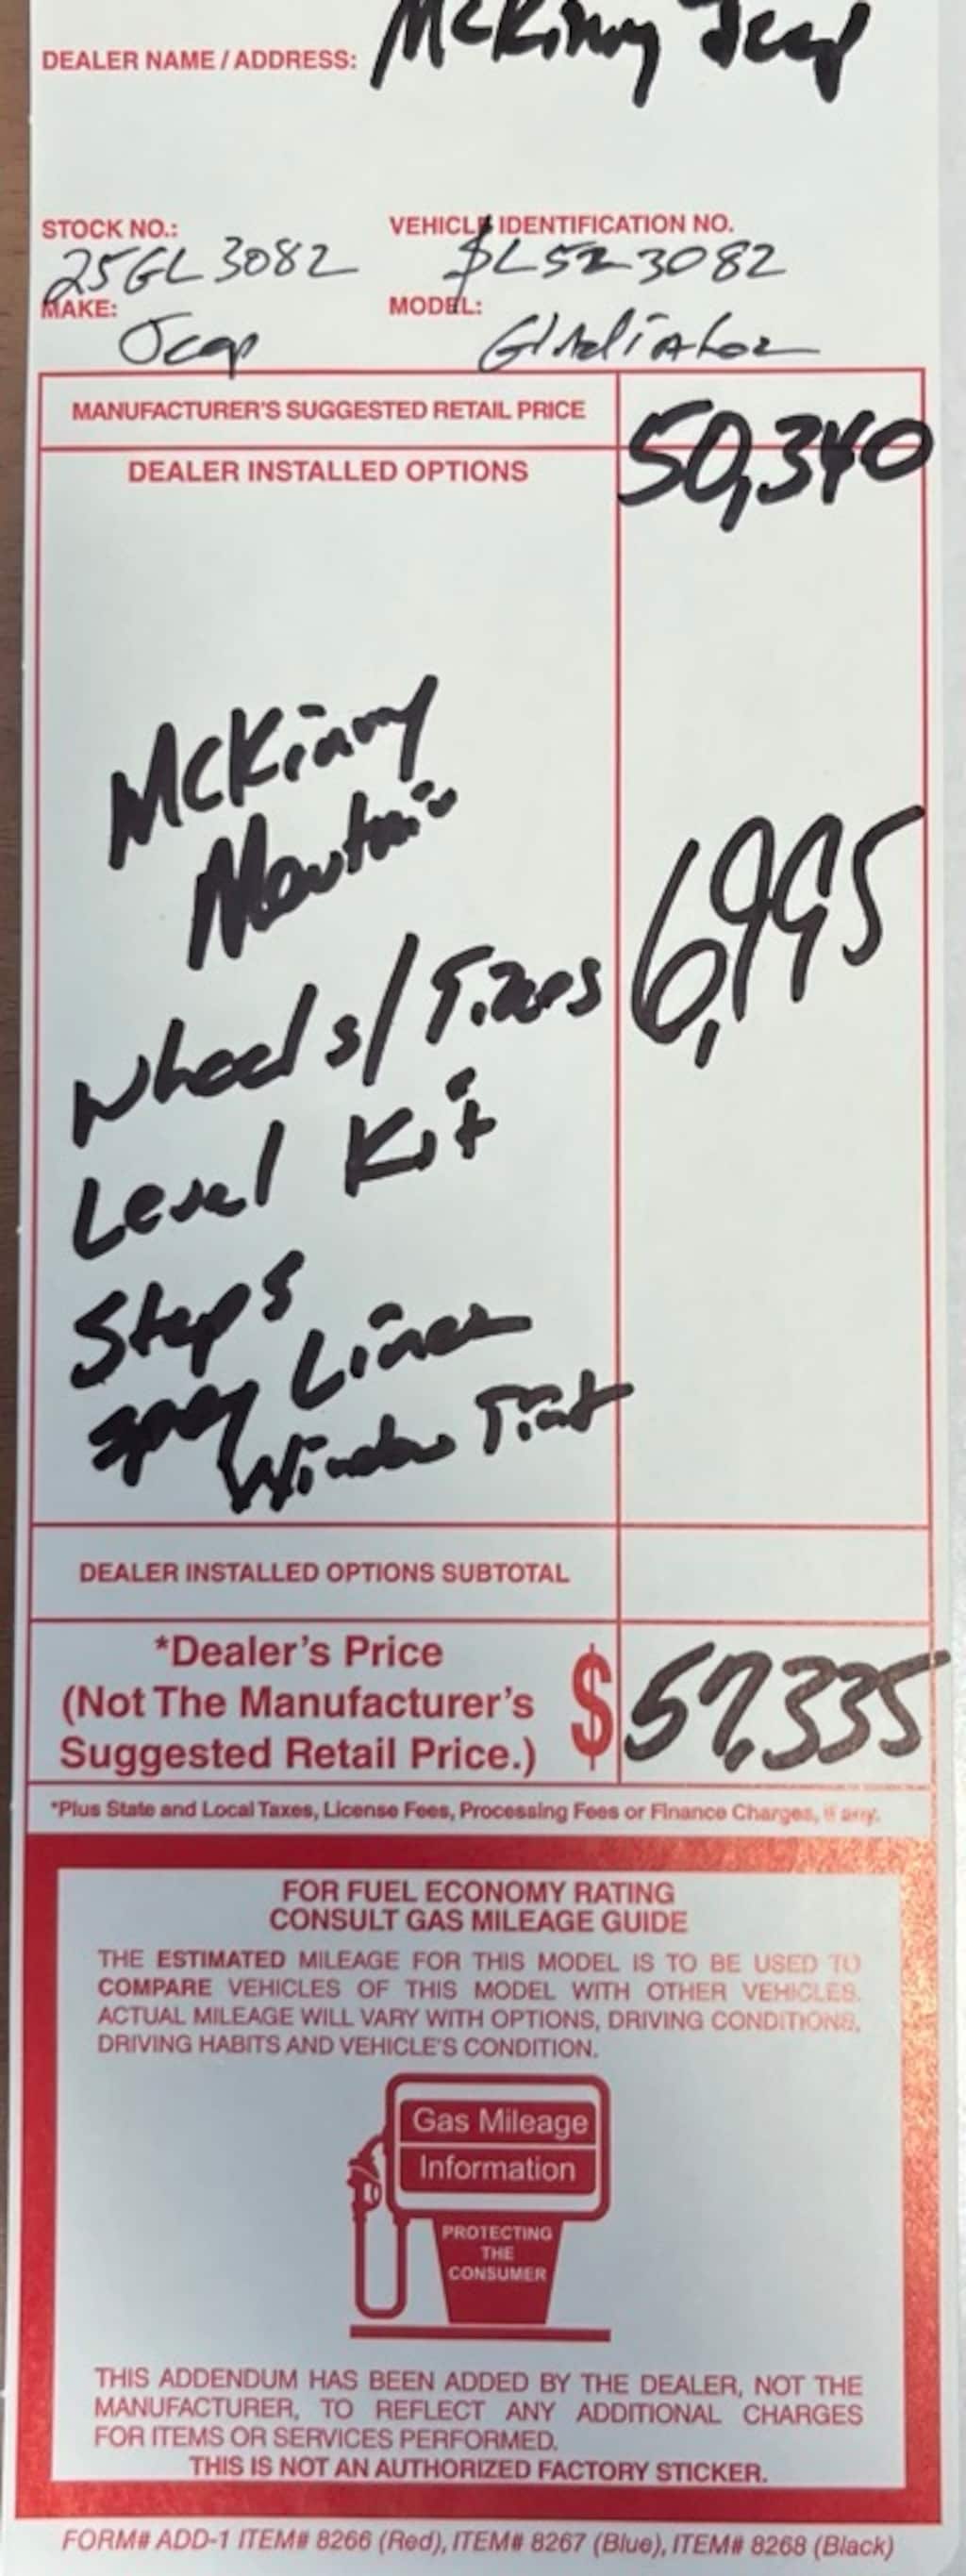 DEALER NAME / ADDRESS: McKinny Jeep
STOCK NO.: VEHICLE IDENTIFICATION NO.
25GL3082 SL523082
MAKE: MODEL:
Jeep Gladiator
MANUFACTURER'S SUGGESTED RETAIL PRICE 50,340
DEALER INSTALLED OPTIONS
McKinny
Mountain
Wheels/Tires 6,995
Level Kit
Steps
Spray Liner
Window Tint
DEALER INSTALLED OPTIONS SUBTOTAL
*Dealer's Price
(Not The Manufacturer's
Suggested Retail Price.) $ 57,335
*Plus State and Local Taxes, License Fees, Processing Fees or Finance Charges, if any.
FOR FUEL ECONOMY RATING
CONSULT GAS MILEAGE GUIDE
THE ESTIMATED MILEAGE FOR THIS MODEL IS TO BE USED TO
COMPARE VEHICLES OF THIS MODEL WITH OTHER VEHICLES.
ACTUAL MILEAGE WILL VARY WITH OPTIONS, DRIVING CONDITIONS,
DRIVING HABITS AND VEHICLE'S CONDITION.
Gas Mileage
Information
PROTECTING
THE
CONSUMER
THIS ADDENDUM HAS BEEN ADDED BY THE DEALER, NOT THE
MANUFACTURER, TO REFLECT ANY ADDITIONAL CHARGES
FOR ITEMS OR SERVICES PERFORMED.
THIS IS NOT AN AUTHORIZED FACTORY STICKER.
FORM# ADD-1 ITEM# 8266 (Red), ITEM# 8267 (Blue), ITEM# 8268 (Black)